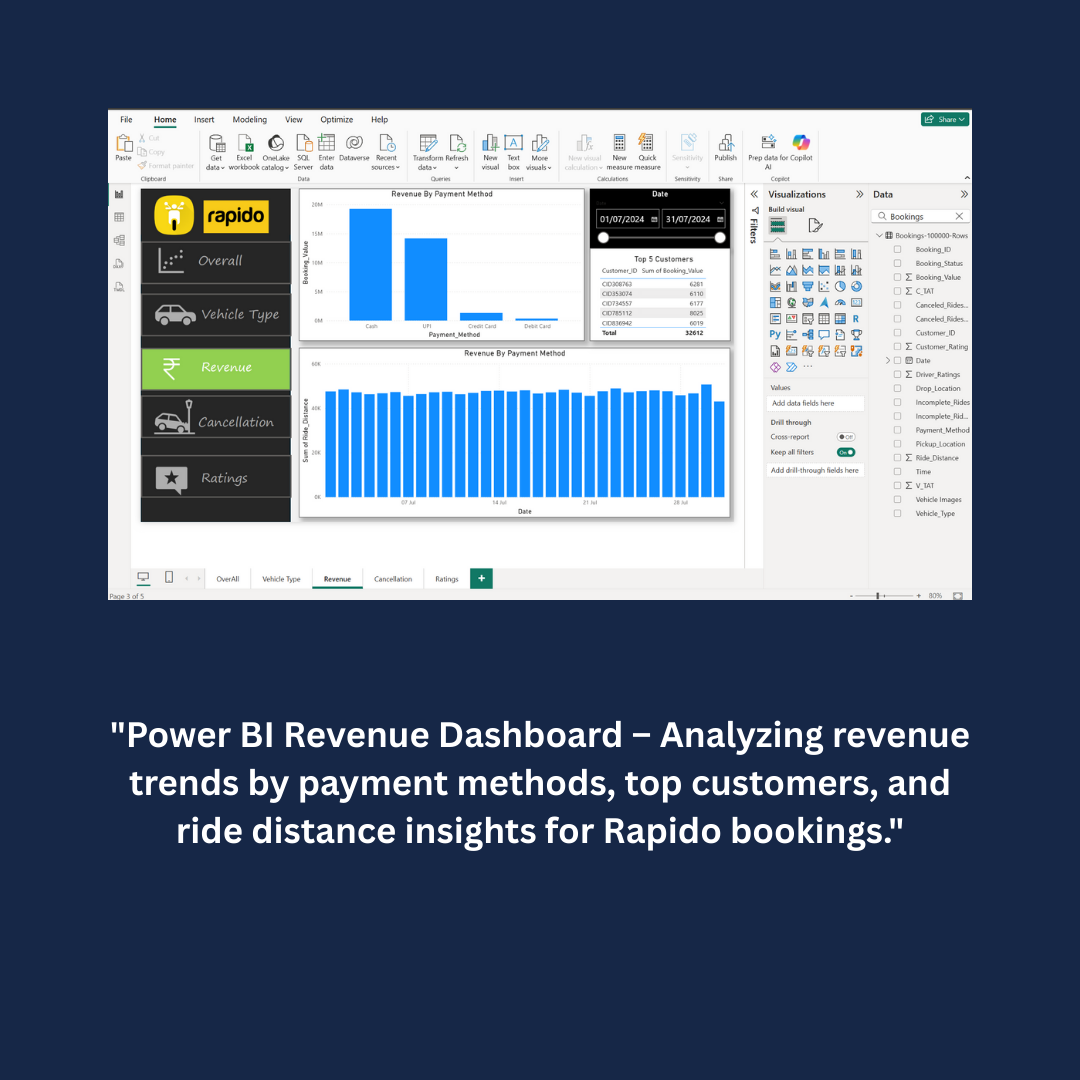 File Home Insert Modeling View Optimize Help Share
Cut
Copy
Format painter
Paste
Get data
Excel workbook
OneLake catalog
SQL Server
Enter data
Dataverse
Recent sources
Transform data
Refresh
New visual
Text box
More visuals
New visual calculation
New measure
Quick measure
Sensitivity
Publish
Prep data for AI
Copilot
Clipboard Data Queries Insert Calculations Sensitivity Share Copilot
rapido
Overall
Vehicle Type
Revenue
Cancellation
Ratings
Revenue By Payment Method
Booking_Value
20M
15M
10M
5M
0M
Cash UPI Credit Card Debit Card
Payment_Method
Date
01/07/2024 31/07/2024
Top 5 Customers
Customer_ID Sum of Booking_Value
CID308763 6281
CID353074 6110
CID734557 6177
CID785112 8025
CID836942 6019
Total 32612
Revenue By Payment Method
Sum of Ride_Distance
60K
40K
20K
0K
07 Jul 14 Jul 21 Jul 28 Jul
Date
Filters
Visualizations
Build visual
Py
R
...
Values
Add data fields here
Drill through
Cross-report Off
Keep all filters On
Add drill-through fields here
Data
Bookings
Bookings-100000-Rows
Booking_ID
Booking_Status
Booking_Value
C_TAT
Canceled_Rides...
Canceled_Rides...
Customer_ID
Customer_Rating
Date
Driver_Ratings
Drop_Location
Incomplete_Rides
Incomplete_Rid...
Payment_Method
Pickup_Location
Ride_Distance
Time
V_TAT
Vehicle Images
Vehicle_Type
OverAll Vehicle Type Revenue Cancellation Ratings +
Page 3 of 5
- + 80%
"Power BI Revenue Dashboard – Analyzing revenue
trends by payment methods, top customers, and
ride distance insights for Rapido bookings."